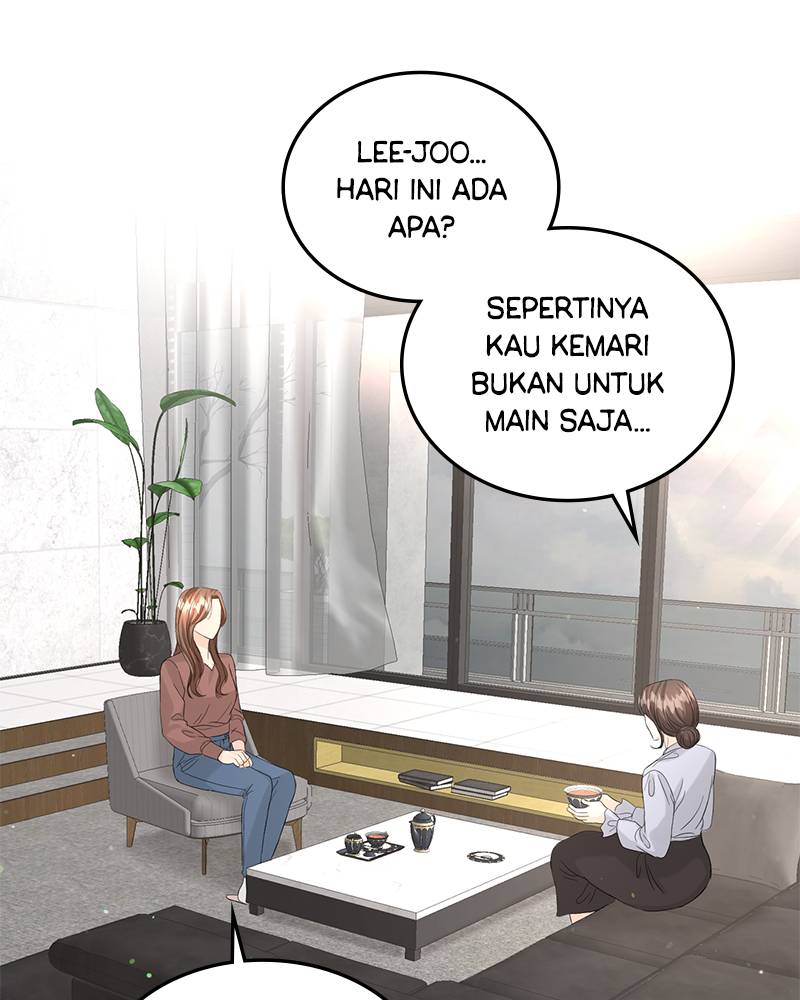 LEE-JOO...
HARI INI ADA
APA?
SEPERTINYA
KAU KEMARI
BUKAN UNTUK
MAIN SAJA...